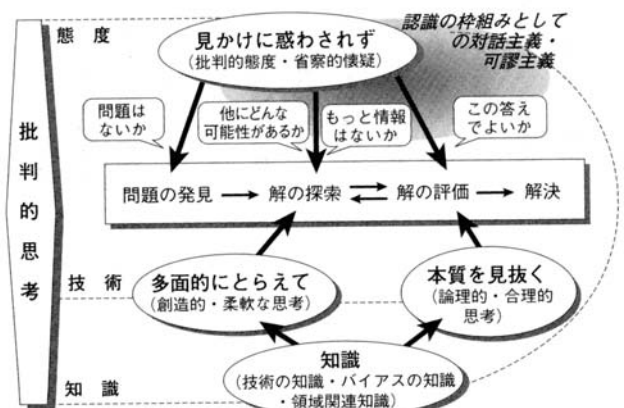 態度
見かけに惑わされず
(批判的態度・省察的懐疑)
認識の枠組みとして
の対話主義・
可謬主義
問題は
ないか
他にどんな
可能性があるか
もっと情報
はないか
この答え
でよいか
批判的思考
問題の発見 → 解の探索 ⇄ 解の評価 → 解決
技術
多面的にとらえて
(創造的・柔軟な思考)
本質を見抜く
(論理的・合理的
思考)
知識
知識
(技術の知識・バイアスの知識
・領域関連知識)